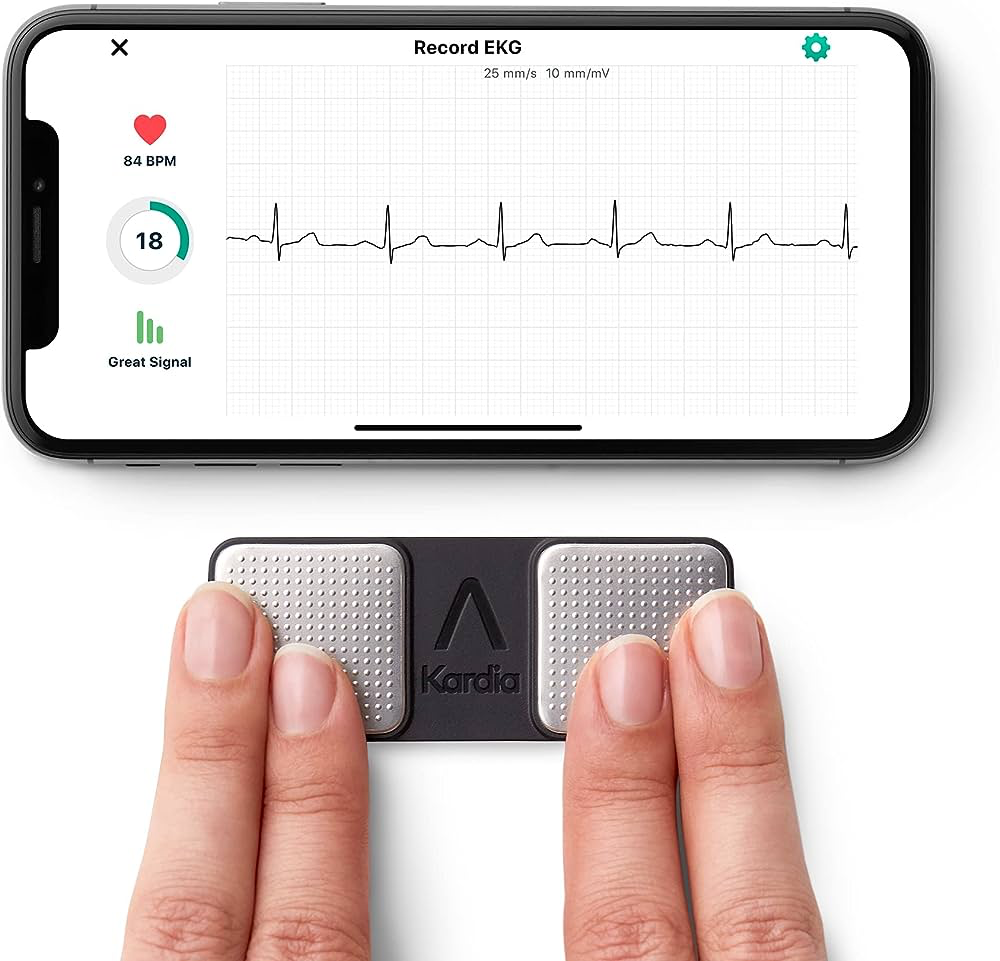 Record EKG
25 mm/s 10 mm/mV
84 BPM
18
Great Signal
Kardia